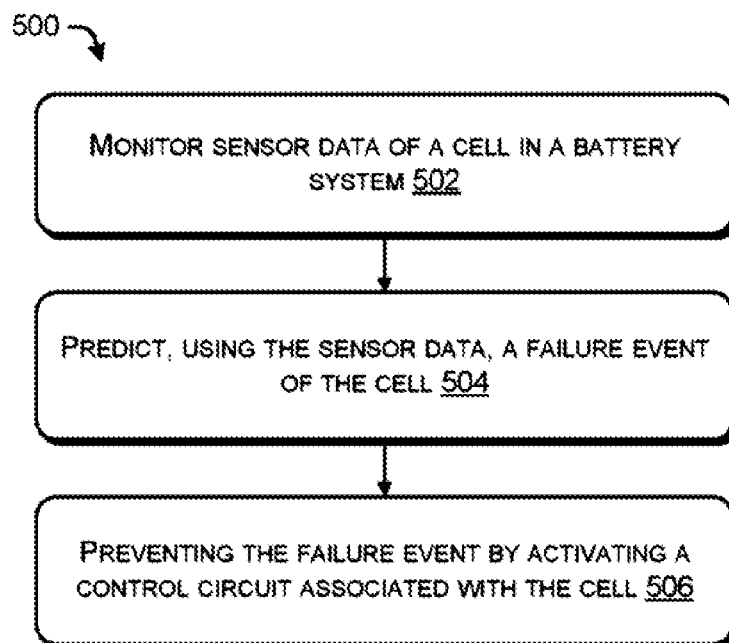 500
MONITOR SENSOR DATA OF A CELL IN A BATTERY
SYSTEM 502
PREDICT, USING THE SENSOR DATA, A FAILURE EVENT
OF THE CELL 504
PREVENTING THE FAILURE EVENT BY ACTIVATING A
CONTROL CIRCUIT ASSOCIATED WITH THE CELL 506